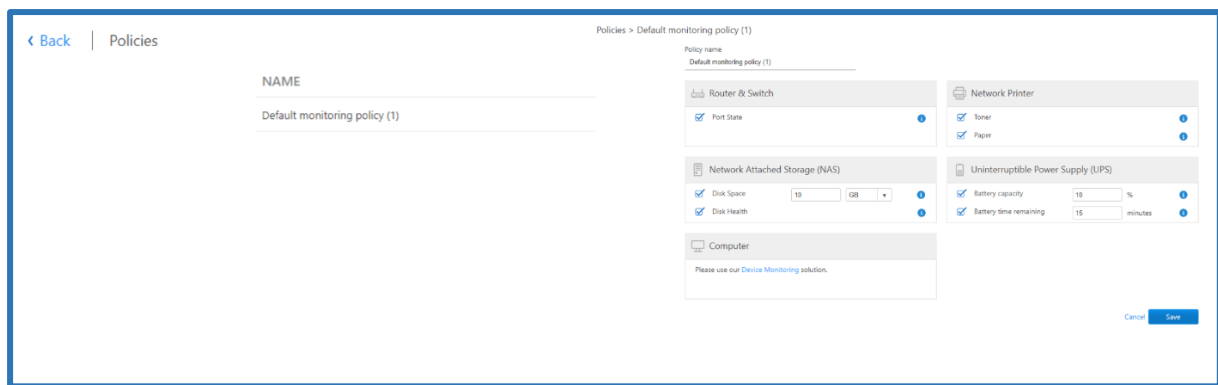 Back
Policies
NAME
Default monitoring policy (1)
Policies > Default monitoring policy (1)
Policy name
Default monitoring policy (1)
Router & Switch
Port State
Network Printer
Toner
Paper
Network Attached Storage (NAS)
Disk Space 10 GB
Disk Health
Uninterruptible Power Supply (UPS)
Battery capacity 10 %
Battery time remaining 15 minutes
Computer
Please use our Device Monitoring solution.
Cancel Save